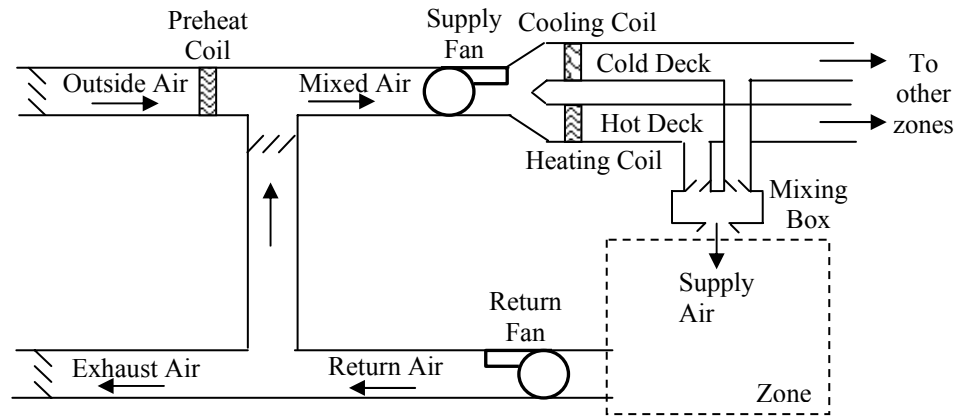 Preheat
Coil
Supply
Fan
Cooling Coil
Outside Air
Mixed Air
Cold Deck
Hot Deck
To
other
zones
Heating Coil
Mixing
Box
Supply
Air
Return
Fan
Exhaust Air
Return Air
Zone